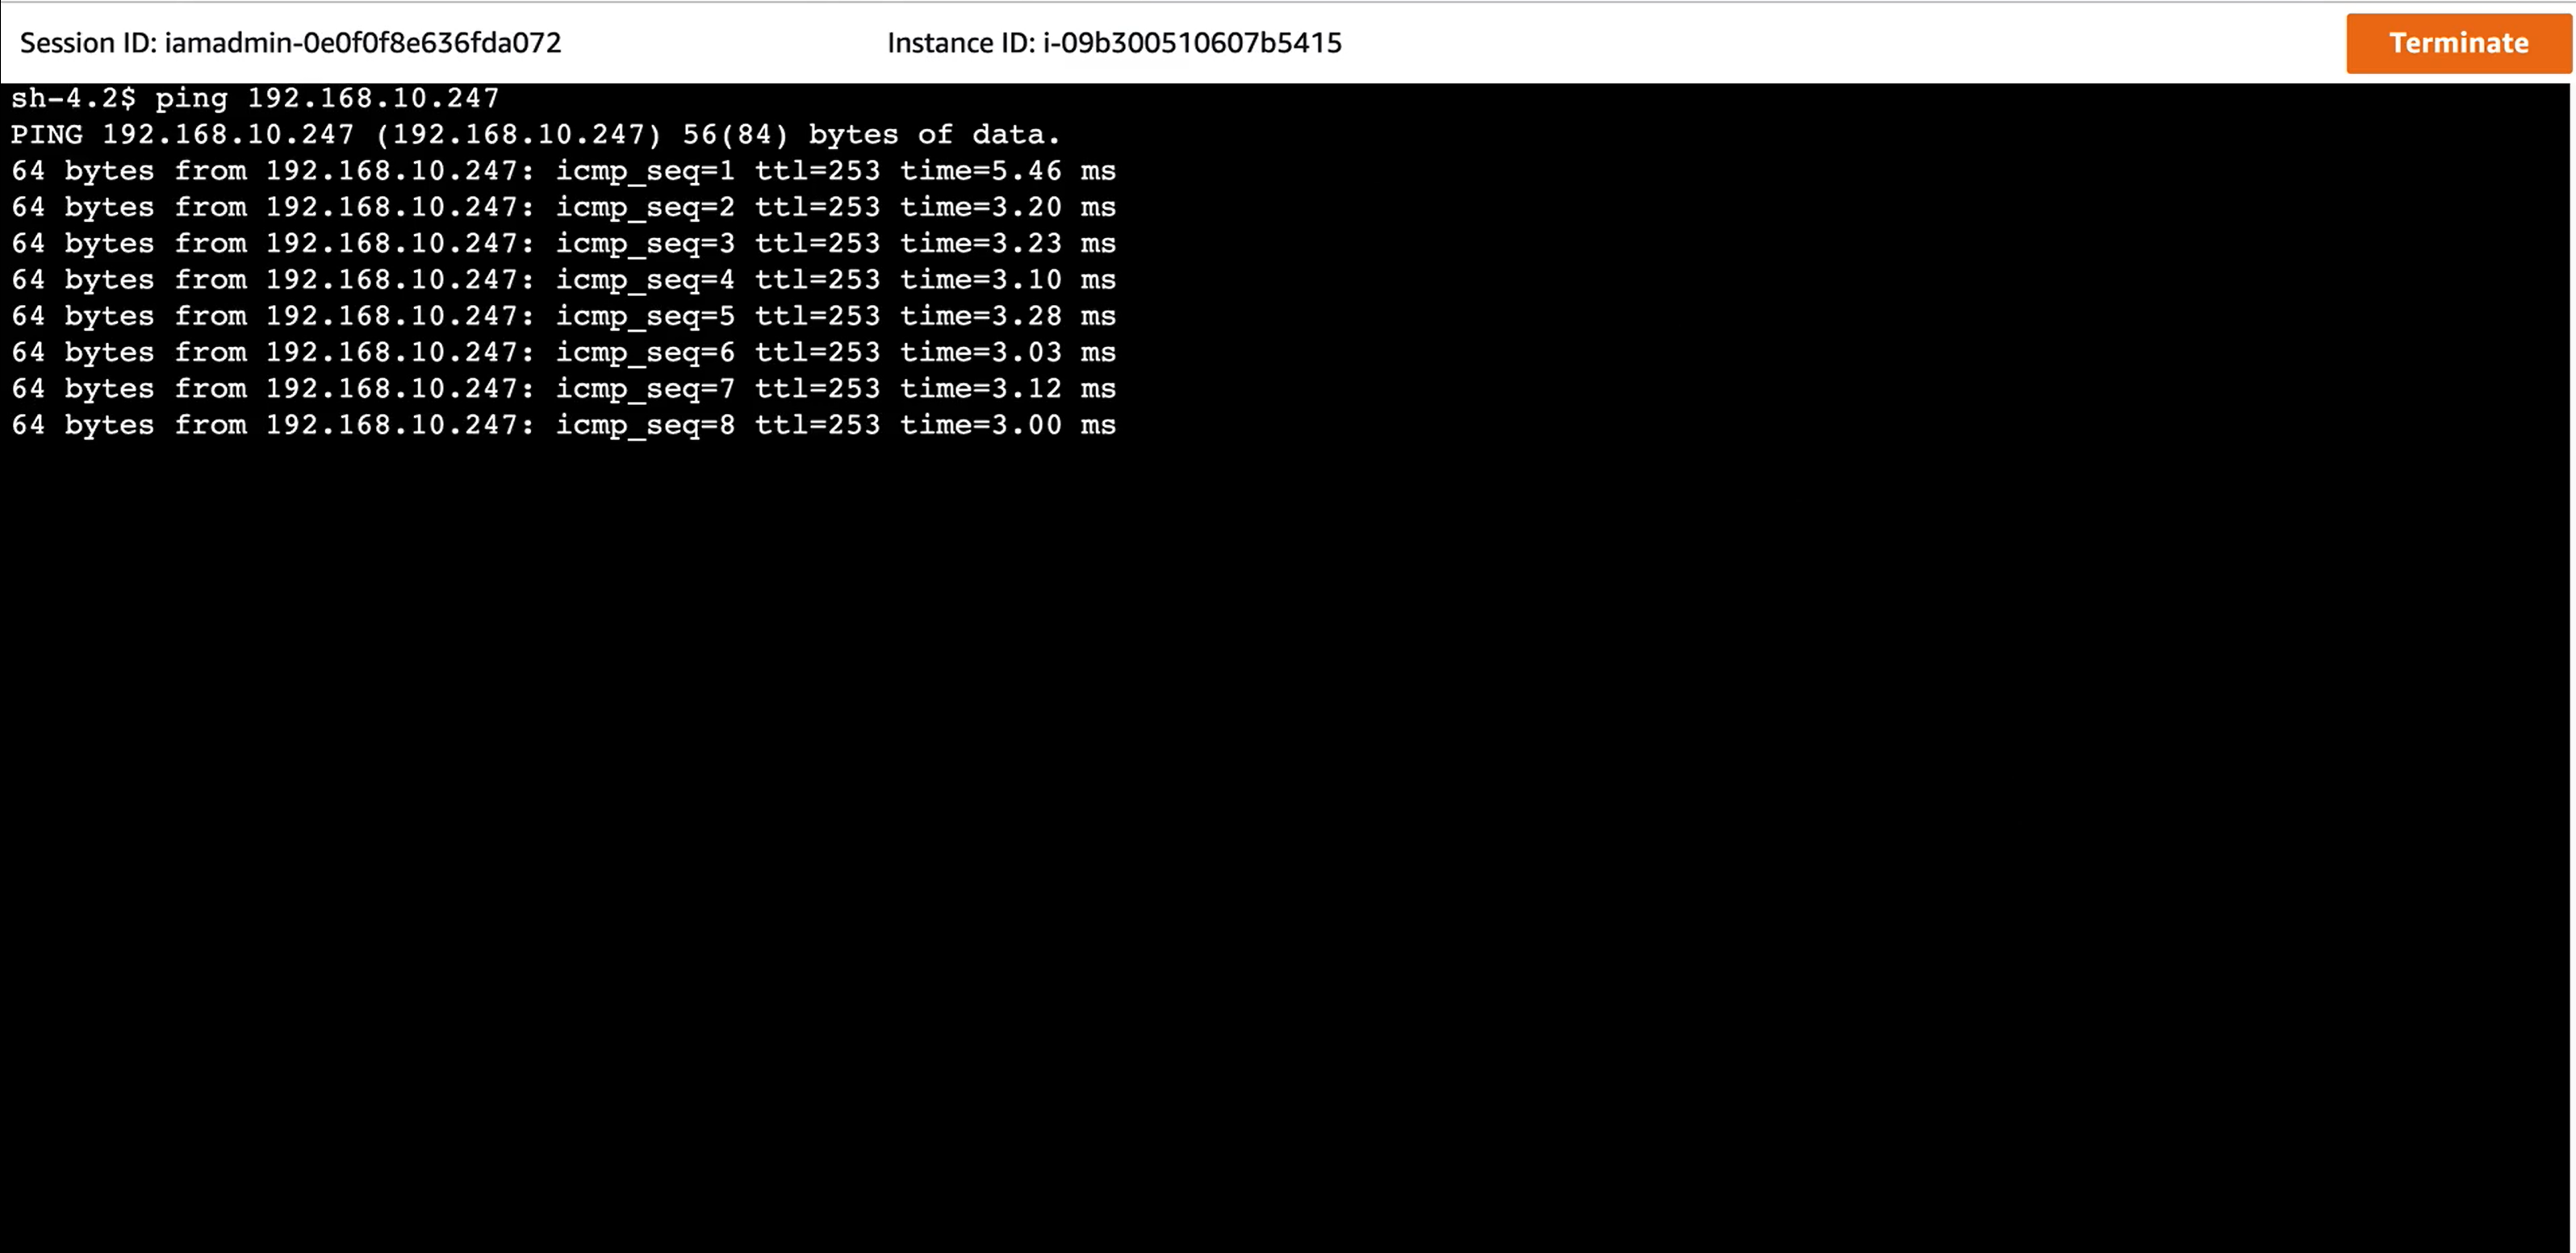 Session ID: iamadmin-0e0f0f8e636fda072 Instance ID: i-09b300510607b5415 Terminate
sh-4.2$ ping 192.168.10.247
PING 192.168.10.247 (192.168.10.247) 56(84) bytes of data.
64 bytes from 192.168.10.247: icmp_seq=1 ttl=253 time=5.46 ms
64 bytes from 192.168.10.247: icmp_seq=2 ttl=253 time=3.20 ms
64 bytes from 192.168.10.247: icmp_seq=3 ttl=253 time=3.23 ms
64 bytes from 192.168.10.247: icmp_seq=4 ttl=253 time=3.10 ms
64 bytes from 192.168.10.247: icmp_seq=5 ttl=253 time=3.28 ms
64 bytes from 192.168.10.247: icmp_seq=6 ttl=253 time=3.03 ms
64 bytes from 192.168.10.247: icmp_seq=7 ttl=253 time=3.12 ms
64 bytes from 192.168.10.247: icmp_seq=8 ttl=253 time=3.00 ms